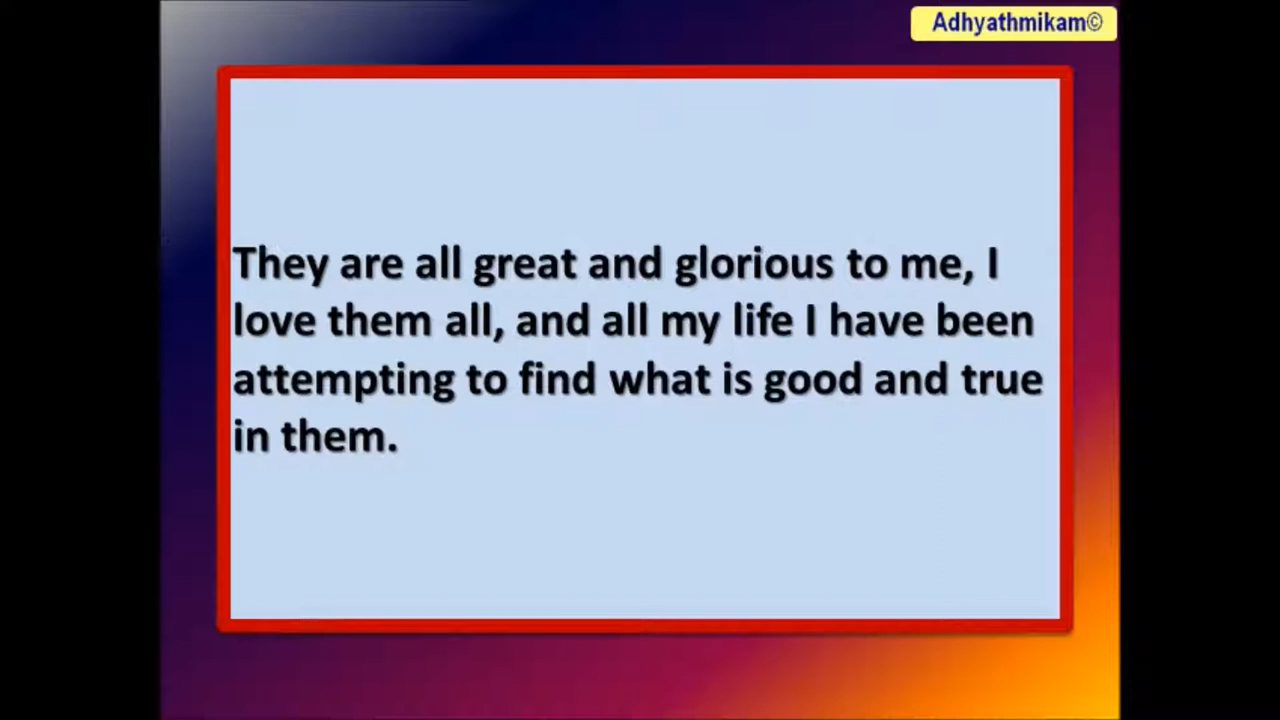 Adhyathmikam©
They are all great and glorious to me, I
love them all, and all my life I have been
attempting to find what is good and true
in them.